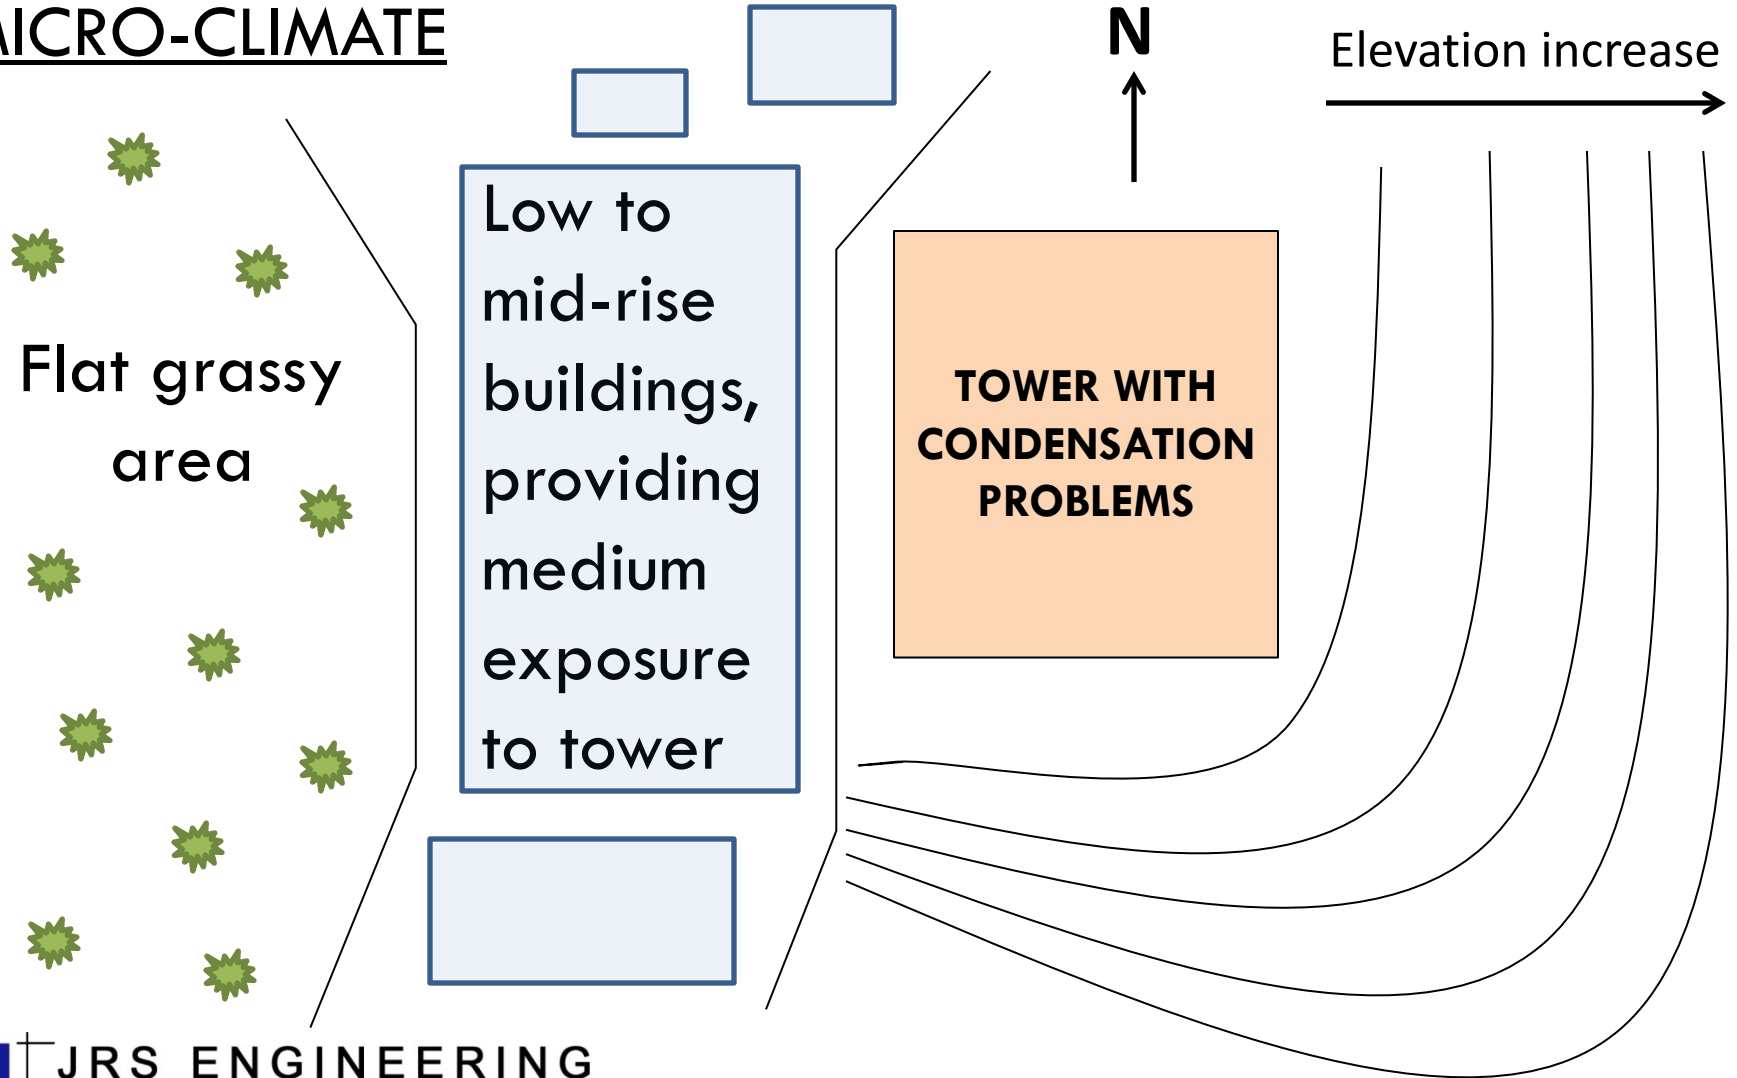 MICRO-CLIMATE
N
Elevation increase
Low to
mid-rise
buildings,
providing
medium
exposure
to tower
Flat grassy
area
TOWER WITH
CONDENSATION
PROBLEMS
JRS ENGINEERING